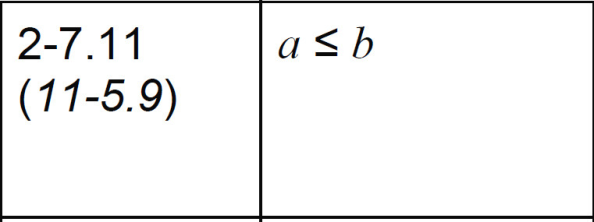 2-7.11
(11-5.9)
a ≤ b